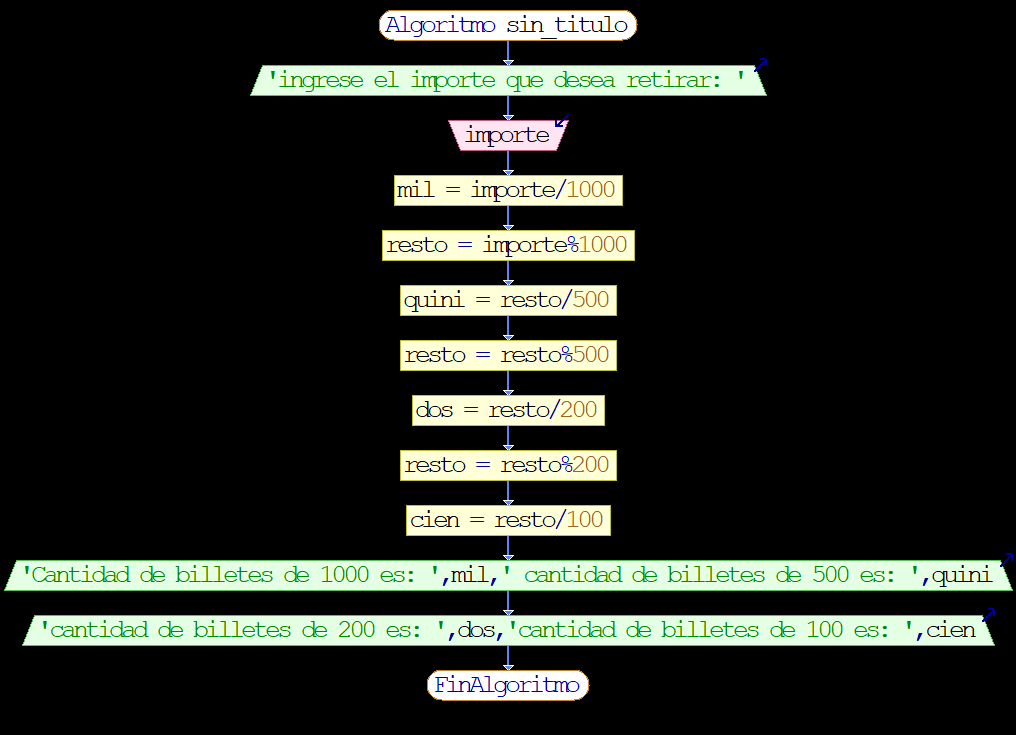 Algoritmo sin_titulo
'ingrese el importe que desea retirar: '
importe
mil = importe/1000
resto = importe%1000
quini = resto/500
resto = resto%500
dos = resto/200
resto = resto%200
cien = resto/100
'Cantidad de billetes de 1000 es: ',mil,' cantidad de billetes de 500 es: ',quini
'cantidad de billetes de 200 es: ',dos,'cantidad de billetes de 100 es: ',cien
FinAlgoritmo